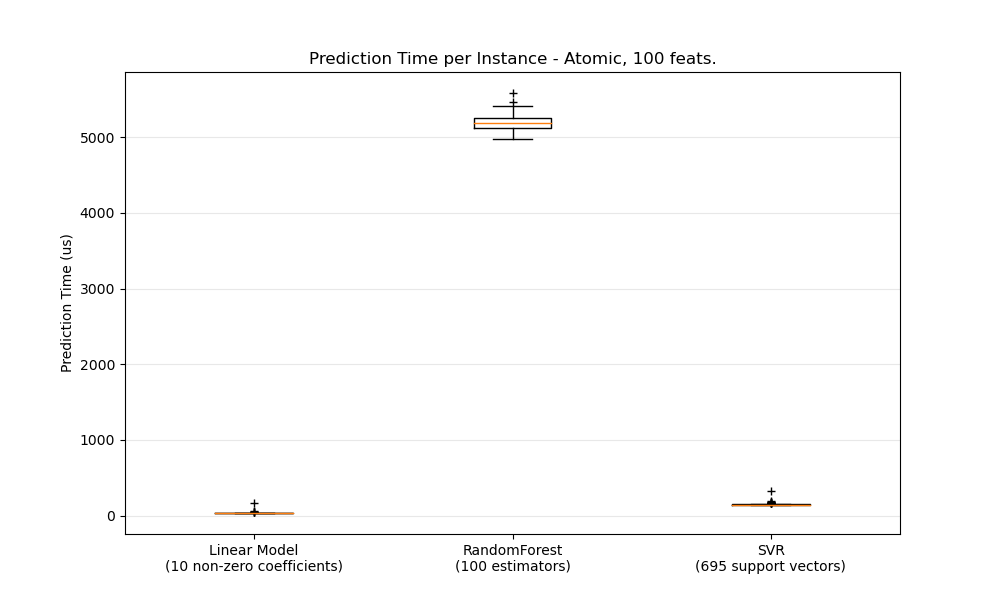 Prediction Time per Instance - Atomic, 100 feats.
Prediction Time (us)
5000
4000
3000
2000
1000
0
Linear Model
(10 non-zero coefficients)
RandomForest
(100 estimators)
SVR
(695 support vectors)